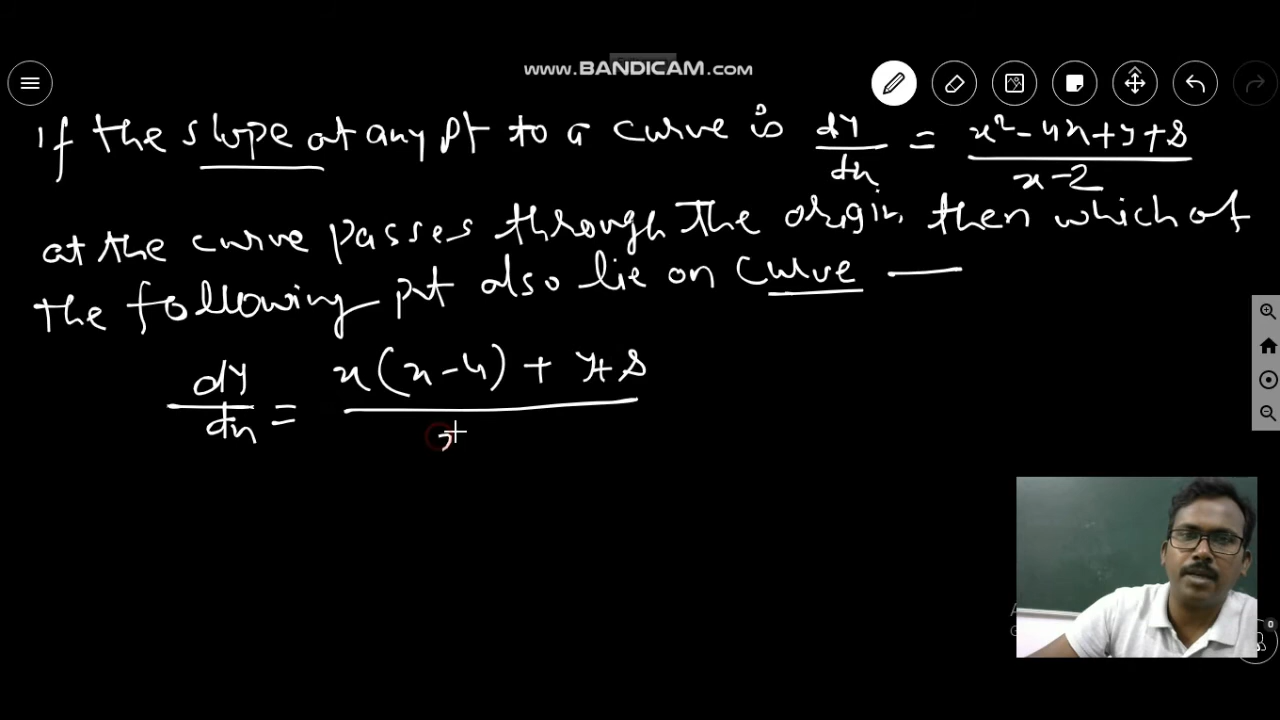 www.BANDICAM.com
If the slope at any pt to a curve is dy/dx = x² - 4x + y + 8 / x - 2
at the curve passes through the origin, then which of
the following pt also lie on curve —
dy/dx = x(x - 4) + y + 8
0